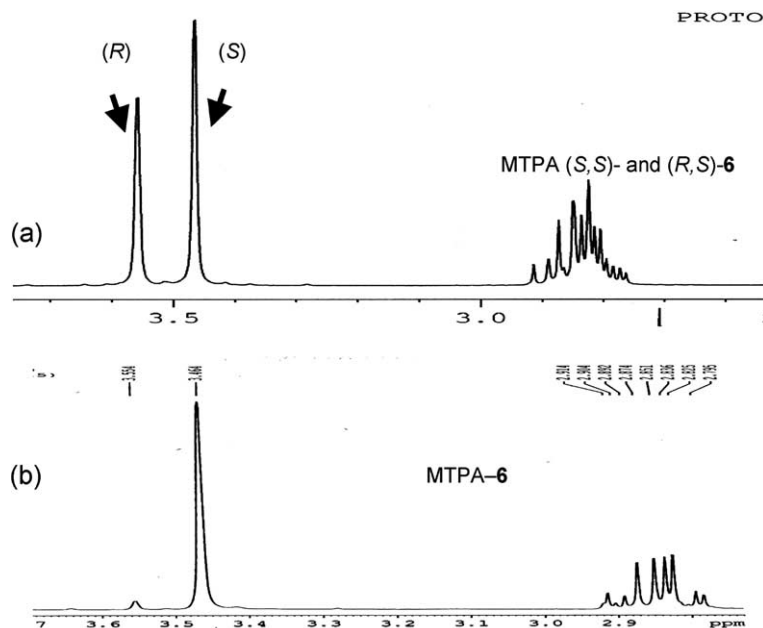 PROTO
(R) (S)
MTPA (S,S)- and (R,S)-6
(a)
3.5 3.0
(b)
MTPA–6
7 3.6 3.5 3.4 3.3 3.2 3.1 3.0 2.9 ppm